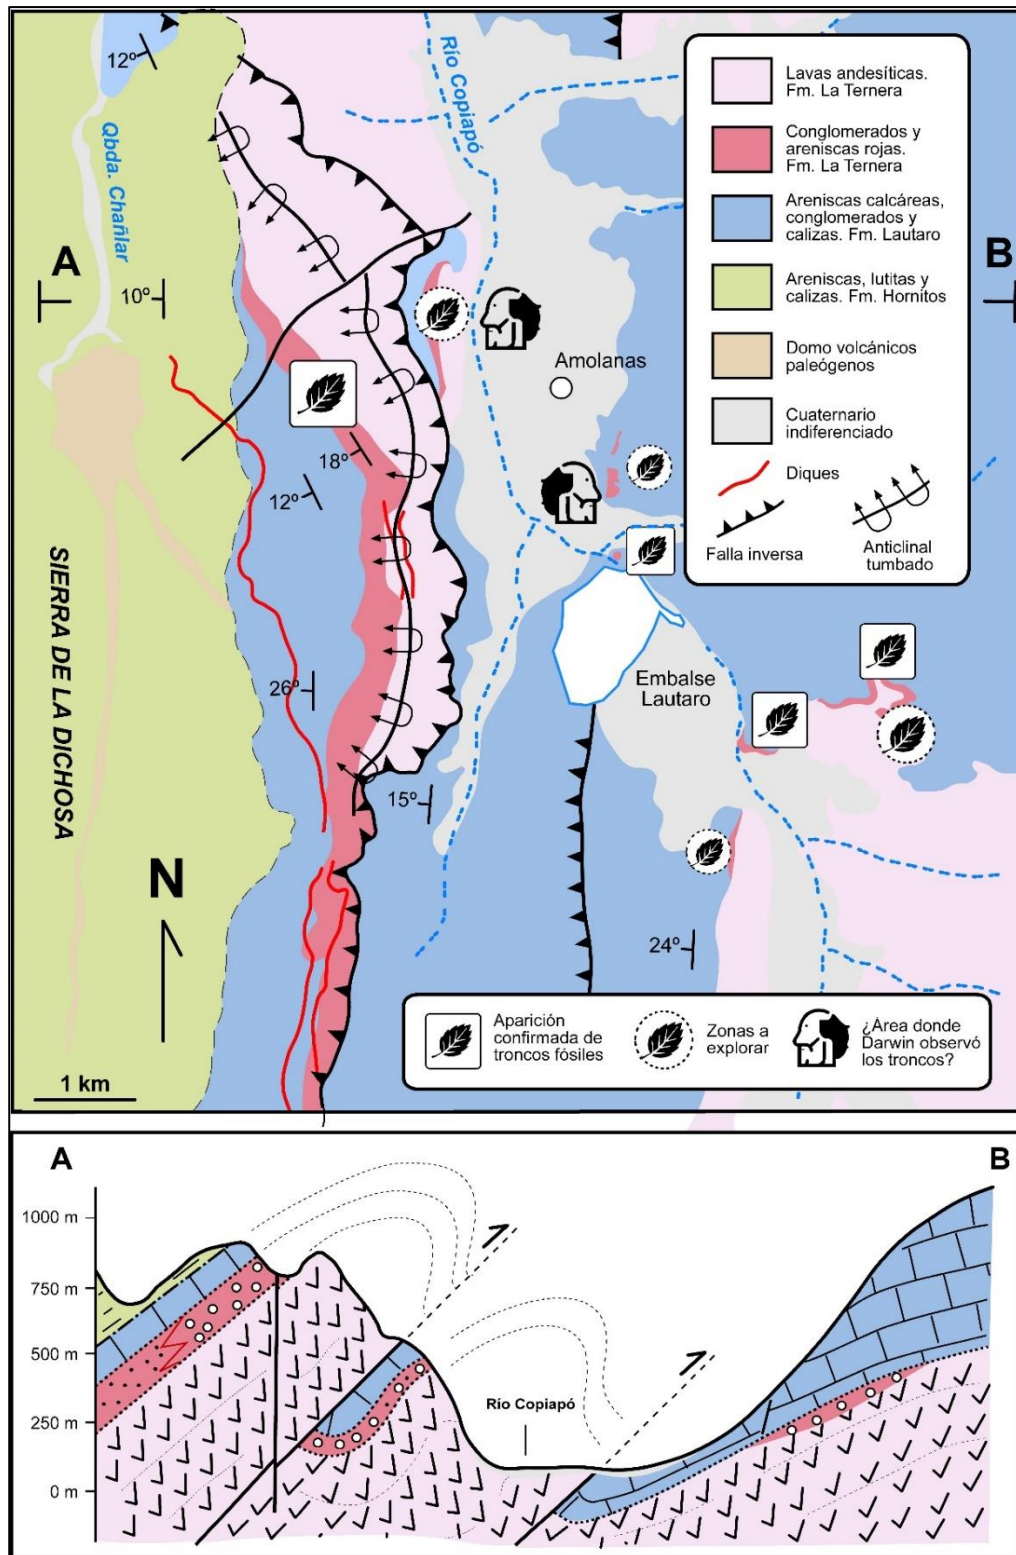 12º
Río Copiapó
Qbda. Chañlar
A
10º
B
Lavas andesíticas.
Fm. La Ternera
Conglomerados y
areniscas rojas.
Fm. La Ternera
Areniscas calcáreas,
conglomerados y
calizas. Fm. Lautaro
Areniscas, lutitas y
calizas. Fm. Hornitos
Domo volcánicos
paleógenos
Cuaternario
indiferenciado
Diques
Falla inversa
Anticlinal
tumbado
Amolanas
18º
12º
SIERRA DE LA DICHOSA
26º
Embalse
Lautaro
15º
N
24º
1 km
Aparición
confirmada de
troncos fósiles
Zonas a
explorar
¿Área donde
Darwin observó
los troncos?
A
B
1000 m
750 m
500 m
250 m
0 m
Río Copiapó